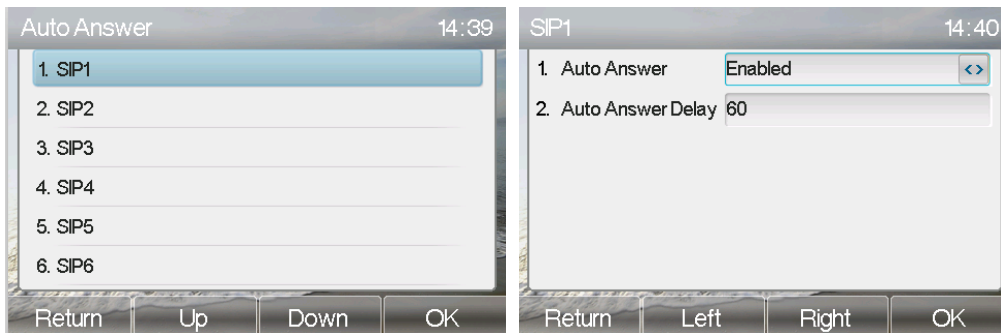 Auto Answer 14:39
1. SIP1
2. SIP2
3. SIP3
4. SIP4
5. SIP5
6. SIP6
Return Up Down OK
SIP1 14:40
1. Auto Answer Enabled <>
2. Auto Answer Delay 60
Return Left Right OK